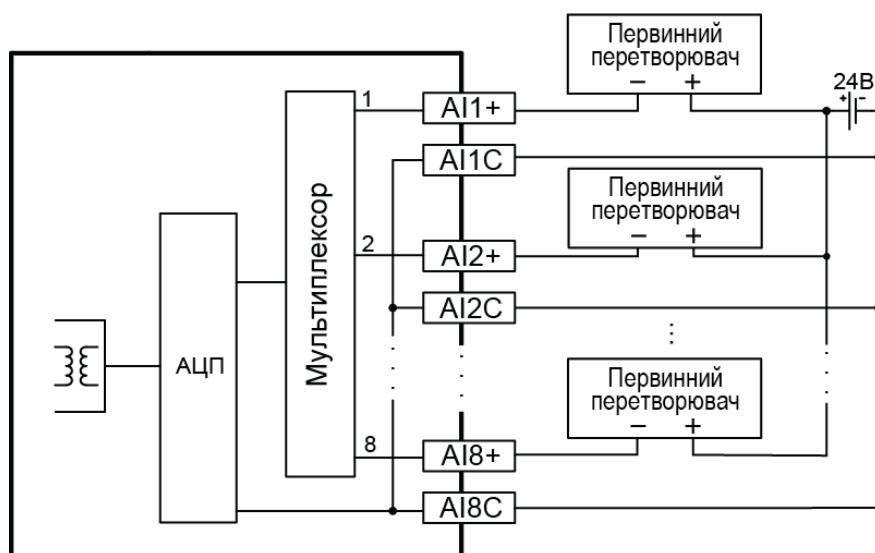 Первинний
перетворювач
− +
24В
+ -
1
AI1+
AI1C
Первинний
перетворювач
− +
2
AI2+
AI2C
Мультиплексор
АЦП
Первинний
перетворювач
− +
8
AI8+
AI8C